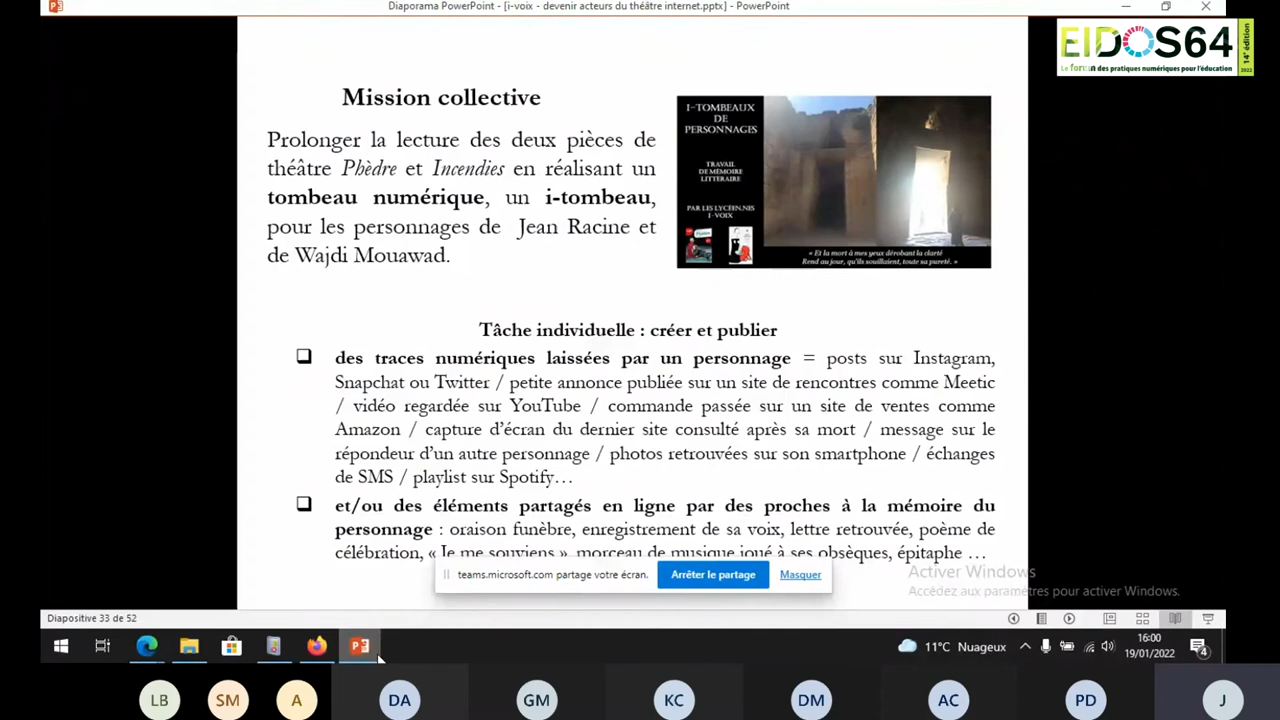 Diaporama PowerPoint - [i-voix - devenir acteurs du théâtre internet.pptx] - PowerPoint
EIDOS64
Le forum des pratiques numériques pour l'éducation
14e édition
2022
Mission collective
Prolonger la lecture des deux pièces de
théâtre Phèdre et Incendies en réalisant un
tombeau numérique, un i-tombeau,
pour les personnages de Jean Racine et
de Wajdi Mouawad.
I-TOMBEAUX
DE
PERSONNAGES
TRAVAIL
DE MÉMOIRE
LITTÉRAIRE
PAR LES LYCÉEN.NES
I-VOIX
« Et la mort à mes yeux dérobant la clarté
Rend au jour, qu'ils souillaient, toute sa pureté. »
Tâche individuelle : créer et publier
❑ des traces numériques laissées par un personnage = posts sur Instagram,
Snapchat ou Twitter / petite annonce publiée sur un site de rencontres comme Meetic
/ vidéo regardée sur YouTube / commande passée sur un site de ventes comme
Amazon / capture d'écran du dernier site consulté après sa mort / message sur le
répondeur d'un autre personnage / photos retrouvées sur son smartphone / échanges
de SMS / playlist sur Spotify…
❑ et/ou des éléments partagés en ligne par des proches à la mémoire du
personnage : oraison funèbre, enregistrement de sa voix, lettre retrouvée, poème de
célébration, « Je me souviens », morceau de musique joué à ses obsèques, épitaphe …
teams.microsoft.com partage votre écran.
Arrêter le partage
Masquer
Activer Windows
Accédez aux paramètres pour activer Windows.
Diapositive 33 de 52
11°C Nuageux
16:00
19/01/2022
4
LB SM A DA GM KC DM AC PD J